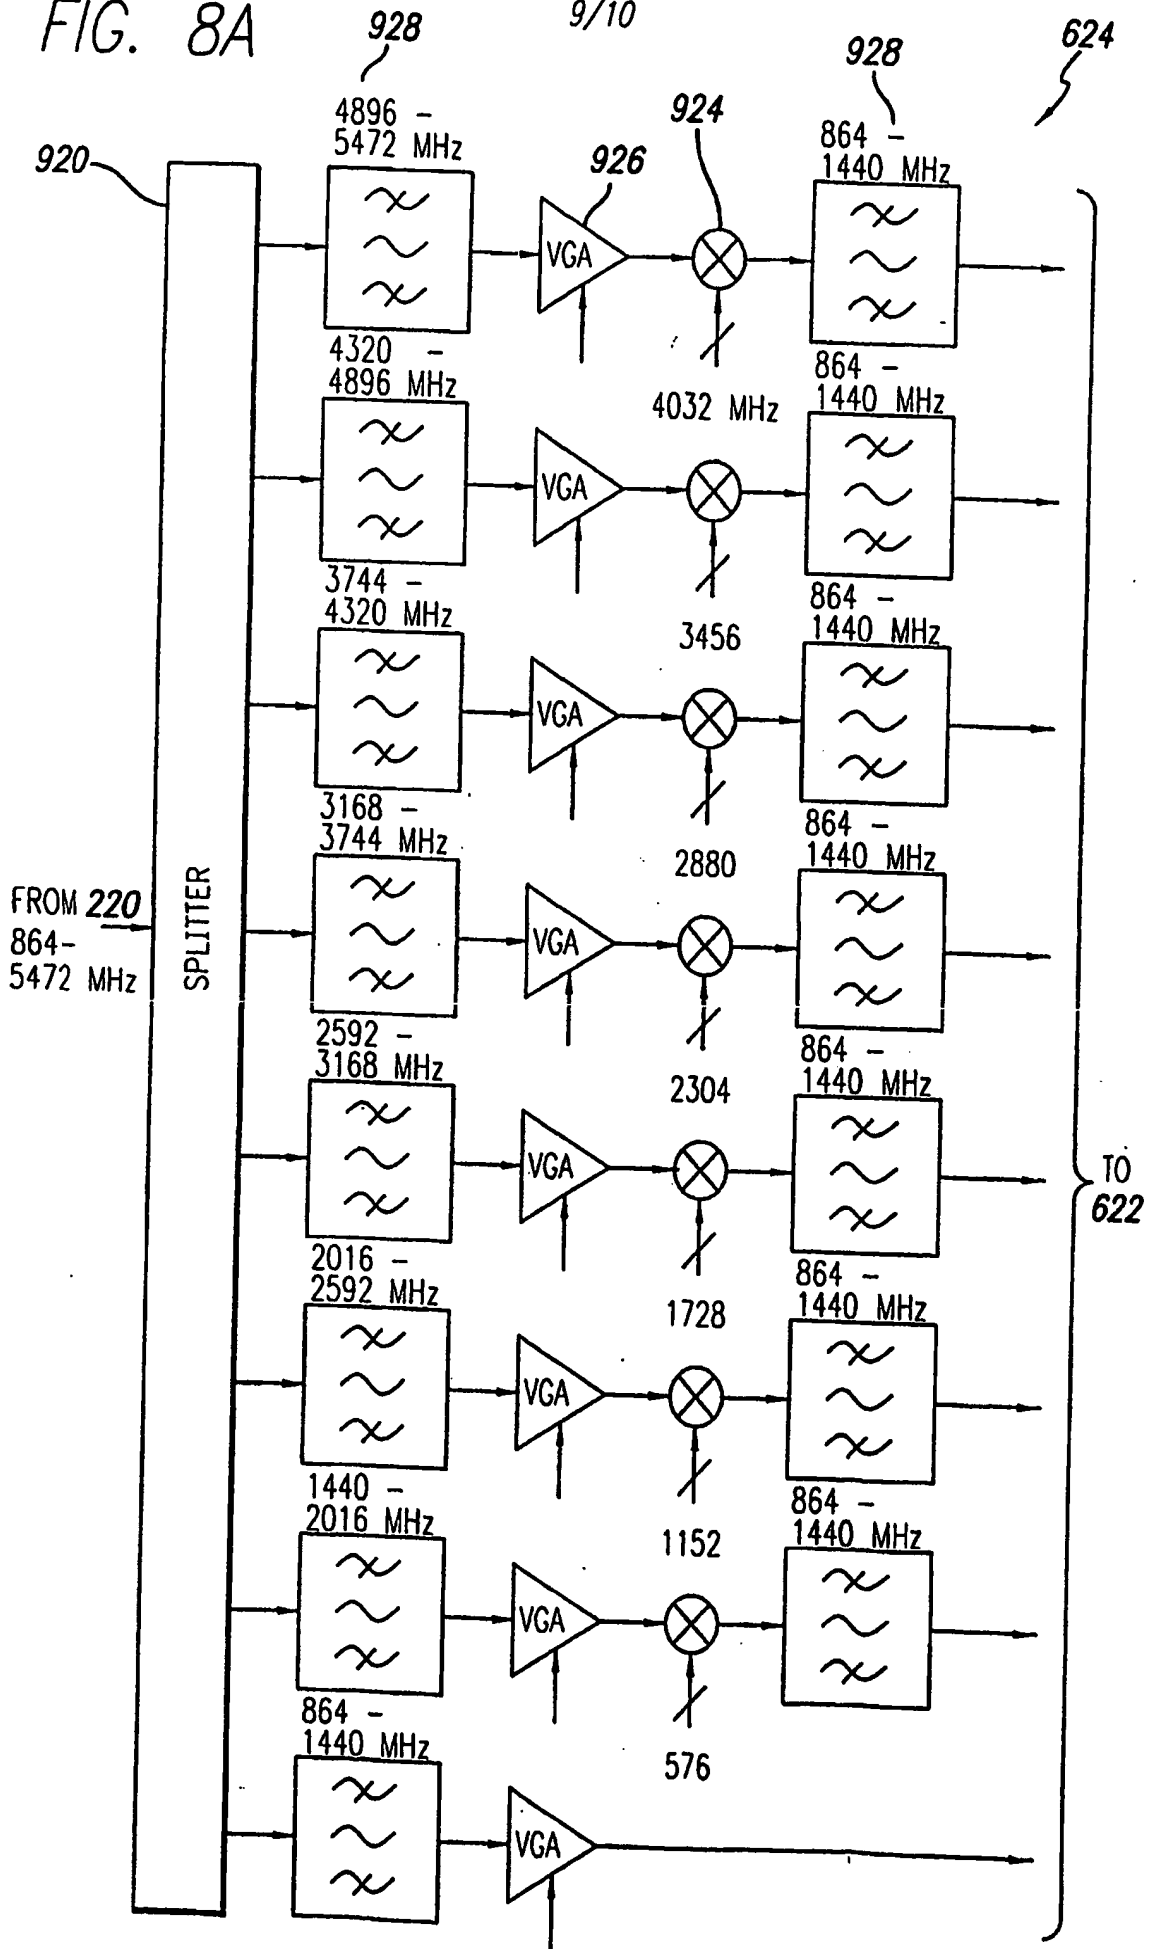 FIG. 8A
9/10
928
928
624
924
926
920
4896 -
5472 MHz
864 -
1440 MHz
VGA
4032 MHz
4320 -
4896 MHz
864 -
1440 MHz
VGA
3456
3744 -
4320 MHz
864 -
1440 MHz
VGA
2880
3168 -
3744 MHz
864 -
1440 MHz
VGA
2304
FROM 220
864-
5472 MHz
SPLITTER
2592 -
3168 MHz
864 -
1440 MHz
VGA
1728
TO
622
2016 -
2592 MHz
864 -
1440 MHz
VGA
1152
1440 -
2016 MHz
864 -
1440 MHz
VGA
576
864 -
1440 MHz
VGA